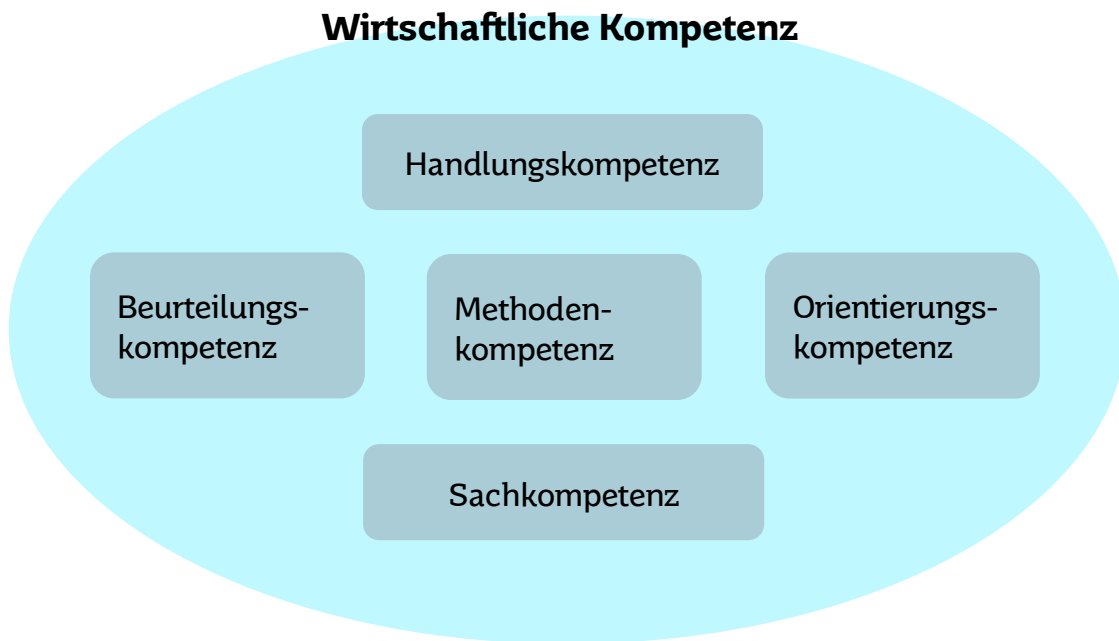 Wirtschaftliche Kompetenz
Handlungskompetenz
Beurteilungs-
kompetenz
Methoden-
kompetenz
Orientierungs-
kompetenz
Sachkompetenz